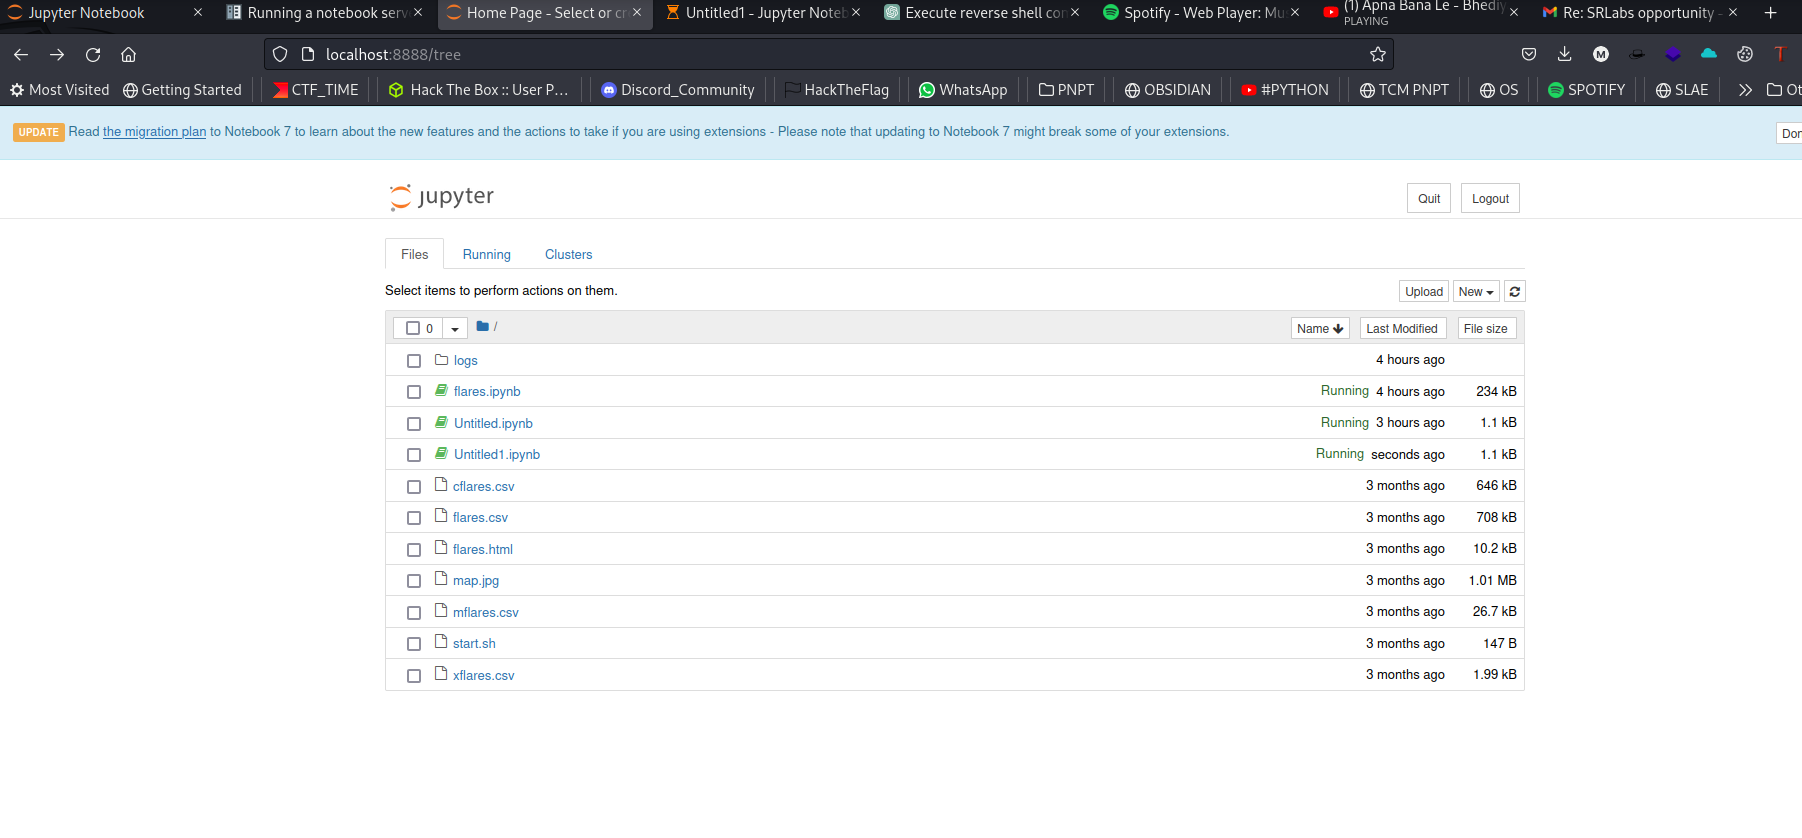 Jupyter Notebook
Running a notebook serv
Home Page - Select or cr
Untitled1 - Jupyter Noteb
Execute reverse shell co
Spotify - Web Player: Mu
(1) Apna Bana Le - Bhediy
PLAYING
Re: SRLabs opportunity -
localhost:8888/tree
Most Visited
Getting Started
CTF_TIME
Hack The Box :: User P...
Discord_Community
HackTheFlag
WhatsApp
PNPT
OBSIDIAN
#PYTHON
TCM PNPT
OS
SPOTIFY
SLAE
Ot
UPDATE Read the migration plan to Notebook 7 to learn about the new features and the actions to take if you are using extensions - Please note that updating to Notebook 7 might break some of your extensions.
Don
jupyter
Quit
Logout
Files
Running
Clusters
Select items to perform actions on them.
Upload
New
0
/
Name
Last Modified
File size
logs 4 hours ago
flares.ipynb Running 4 hours ago 234 kB
Untitled.ipynb Running 3 hours ago 1.1 kB
Untitled1.ipynb Running seconds ago 1.1 kB
cflares.csv 3 months ago 646 kB
flares.csv 3 months ago 708 kB
flares.html 3 months ago 10.2 kB
map.jpg 3 months ago 1.01 MB
mflares.csv 3 months ago 26.7 kB
start.sh 3 months ago 147 B
xflares.csv 3 months ago 1.99 kB